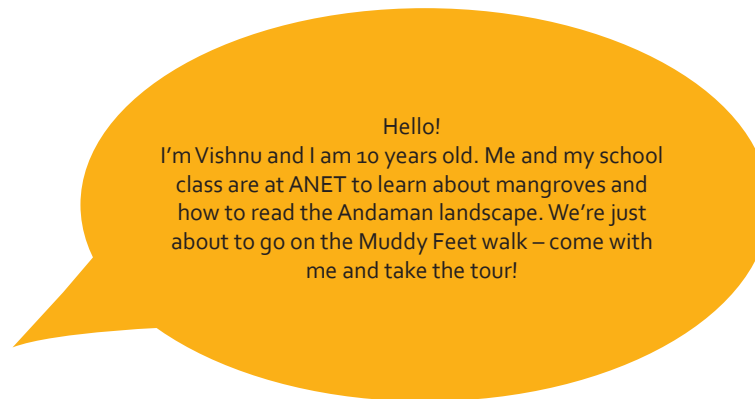 Hello!
I’m Vishnu and I am 10 years old. Me and my school
class are at ANET to learn about mangroves and
how to read the Andaman landscape. We’re just
about to go on the Muddy Feet walk – come with
me and take the tour!